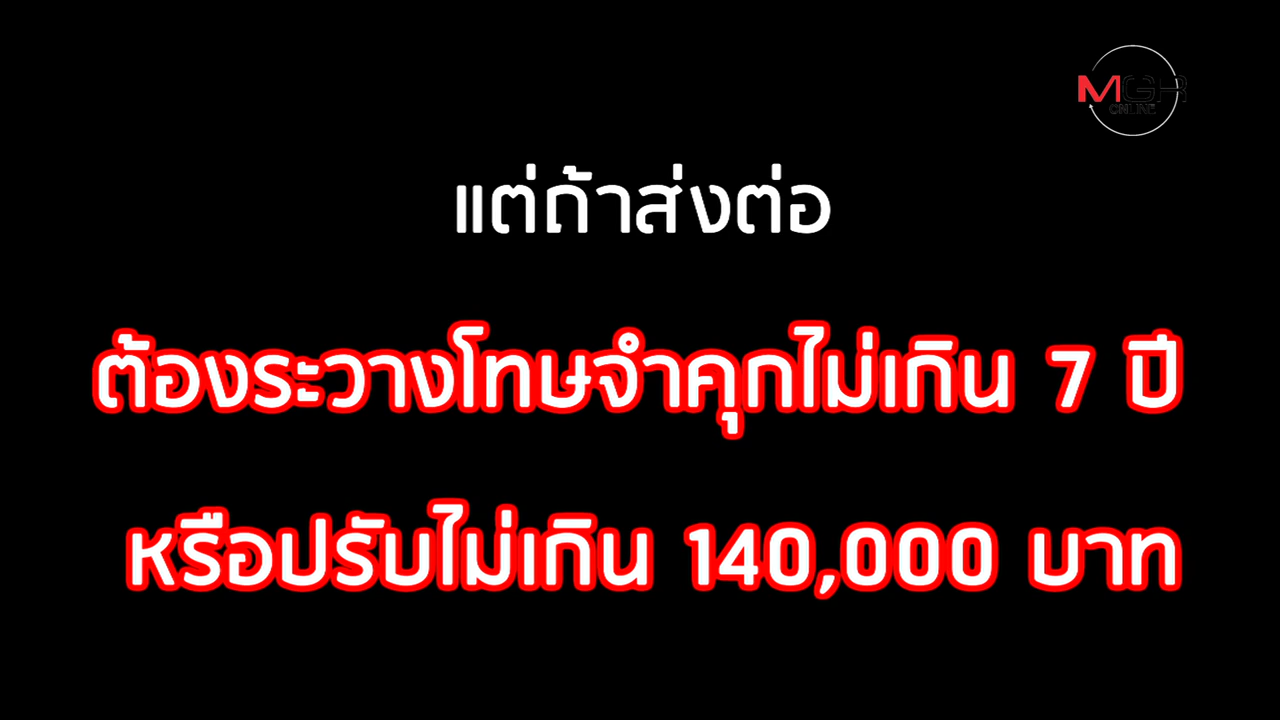 MGR
ONLINE
แต่ถ้าส่งต่อ
ต้องระวางโทษจำคุกไม่เกิน 7 ปี
หรือปรับไม่เกิน 140,000 บาท